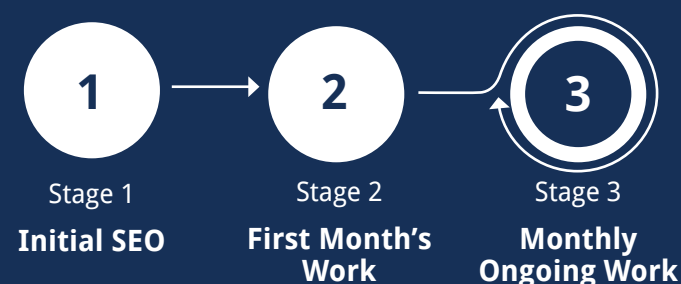 1
2
3
Stage 1
Stage 2
Stage 3
Initial SEO
First Month’s
Work
Monthly
Ongoing Work